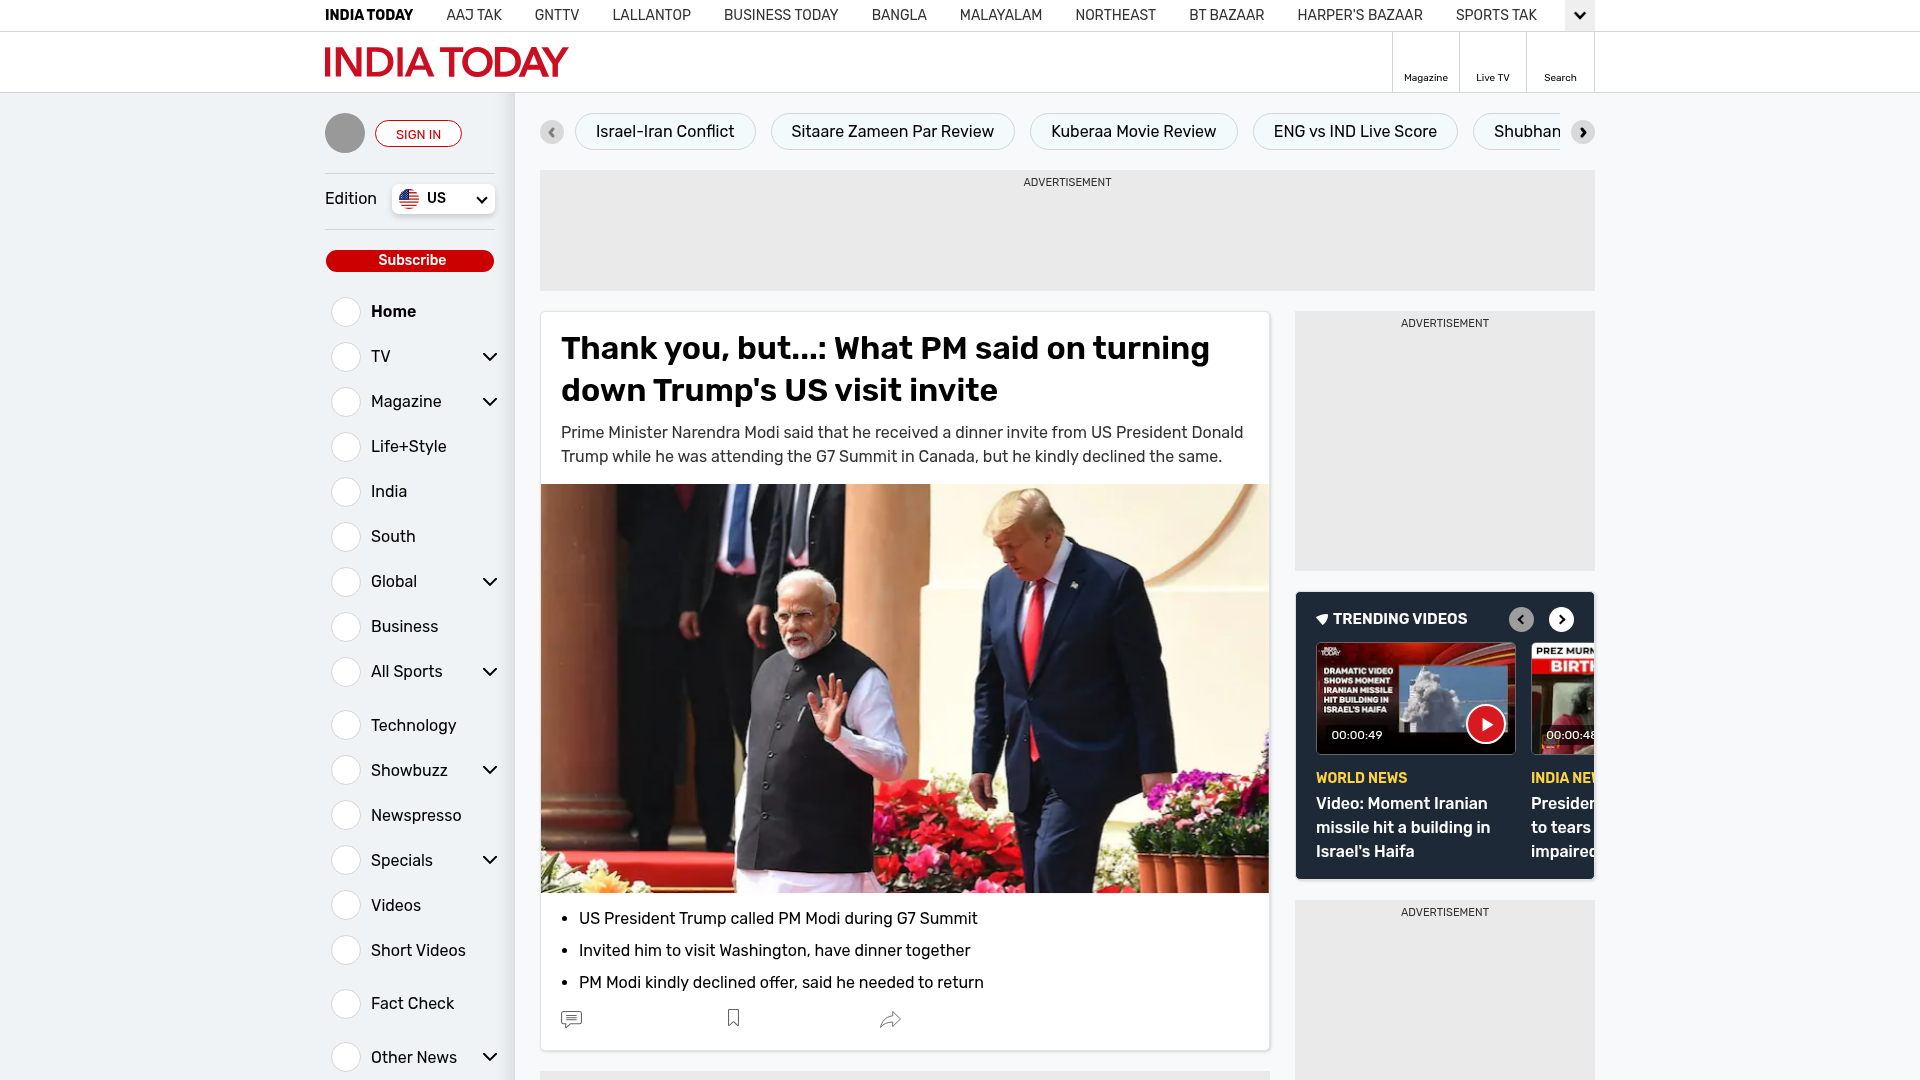 INDIA TODAY
AAJ TAK
GNTTV
LALLANTOP
BUSINESS TODAY
BANGLA
MALAYALAM
NORTHEAST
BT BAZAAR
HARPER'S BAZAAR
SPORTS TAK
INDIA TODAY
Magazine
Live TV
Search
SIGN IN
Edition
US
Subscribe
Home
TV
Magazine
Life+Style
India
South
Global
Business
All Sports
Technology
Showbuzz
Newspresso
Specials
Videos
Short Videos
Fact Check
Other News
Israel-Iran Conflict
Sitaare Zameen Par Review
Kuberaa Movie Review
ENG vs IND Live Score
Shubhan
ADVERTISEMENT
Thank you, but...: What PM said on turning
down Trump's US visit invite
Prime Minister Narendra Modi said that he received a dinner invite from US President Donald
Trump while he was attending the G7 Summit in Canada, but he kindly declined the same.
• US President Trump called PM Modi during G7 Summit
• Invited him to visit Washington, have dinner together
• PM Modi kindly declined offer, said he needed to return
ADVERTISEMENT
TRENDING VIDEOS
INDIA
TODAY
DRAMATIC VIDEO
SHOWS MOMENT
IRANIAN MISSILE
HIT BUILDING IN
ISRAEL'S HAIFA
00:00:49
WORLD NEWS
Video: Moment Iranian
missile hit a building in
Israel's Haifa
PREZ MURM
BIRTH
00:00:48
INDIA NEW
Presiden
to tears
impaired
ADVERTISEMENT